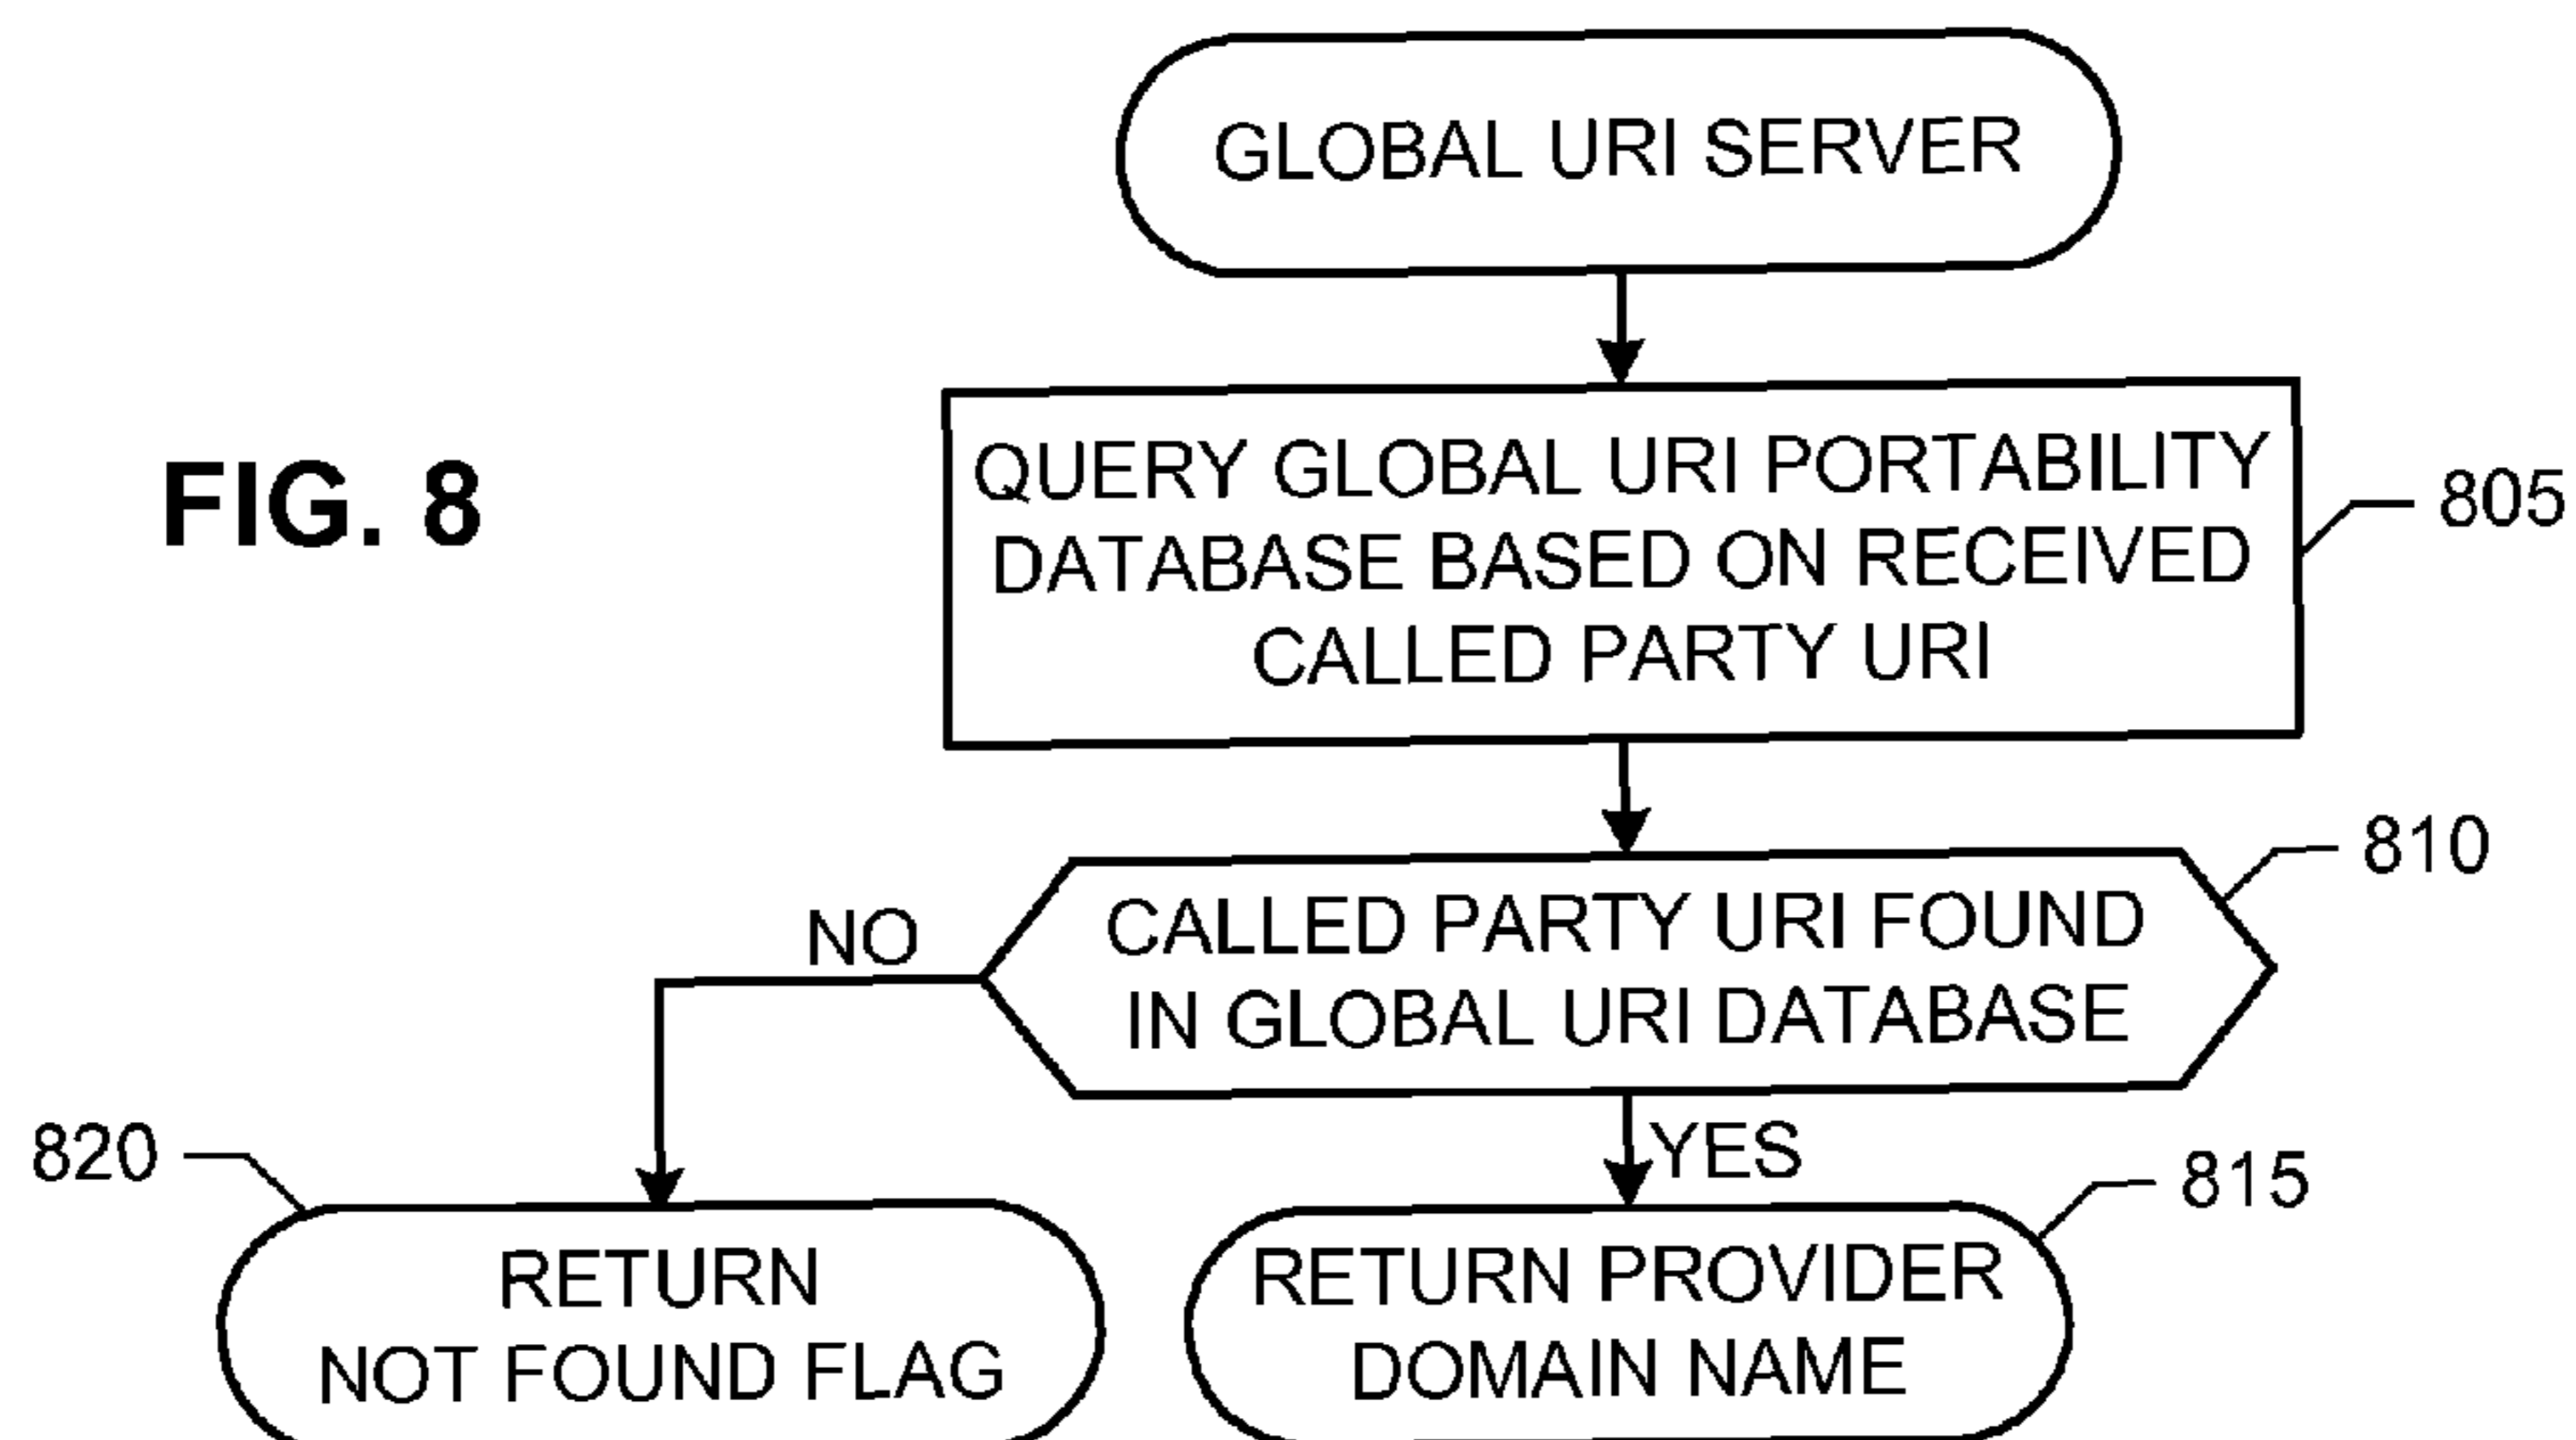 GLOBAL URI SERVER
FIG. 8
QUERY GLOBAL URI PORTABILITY
DATABASE BASED ON RECEIVED
CALLED PARTY URI
805
810
CALLED PARTY URI FOUND
IN GLOBAL URI DATABASE
NO
YES
820
815
RETURN
NOT FOUND FLAG
RETURN PROVIDER
DOMAIN NAME